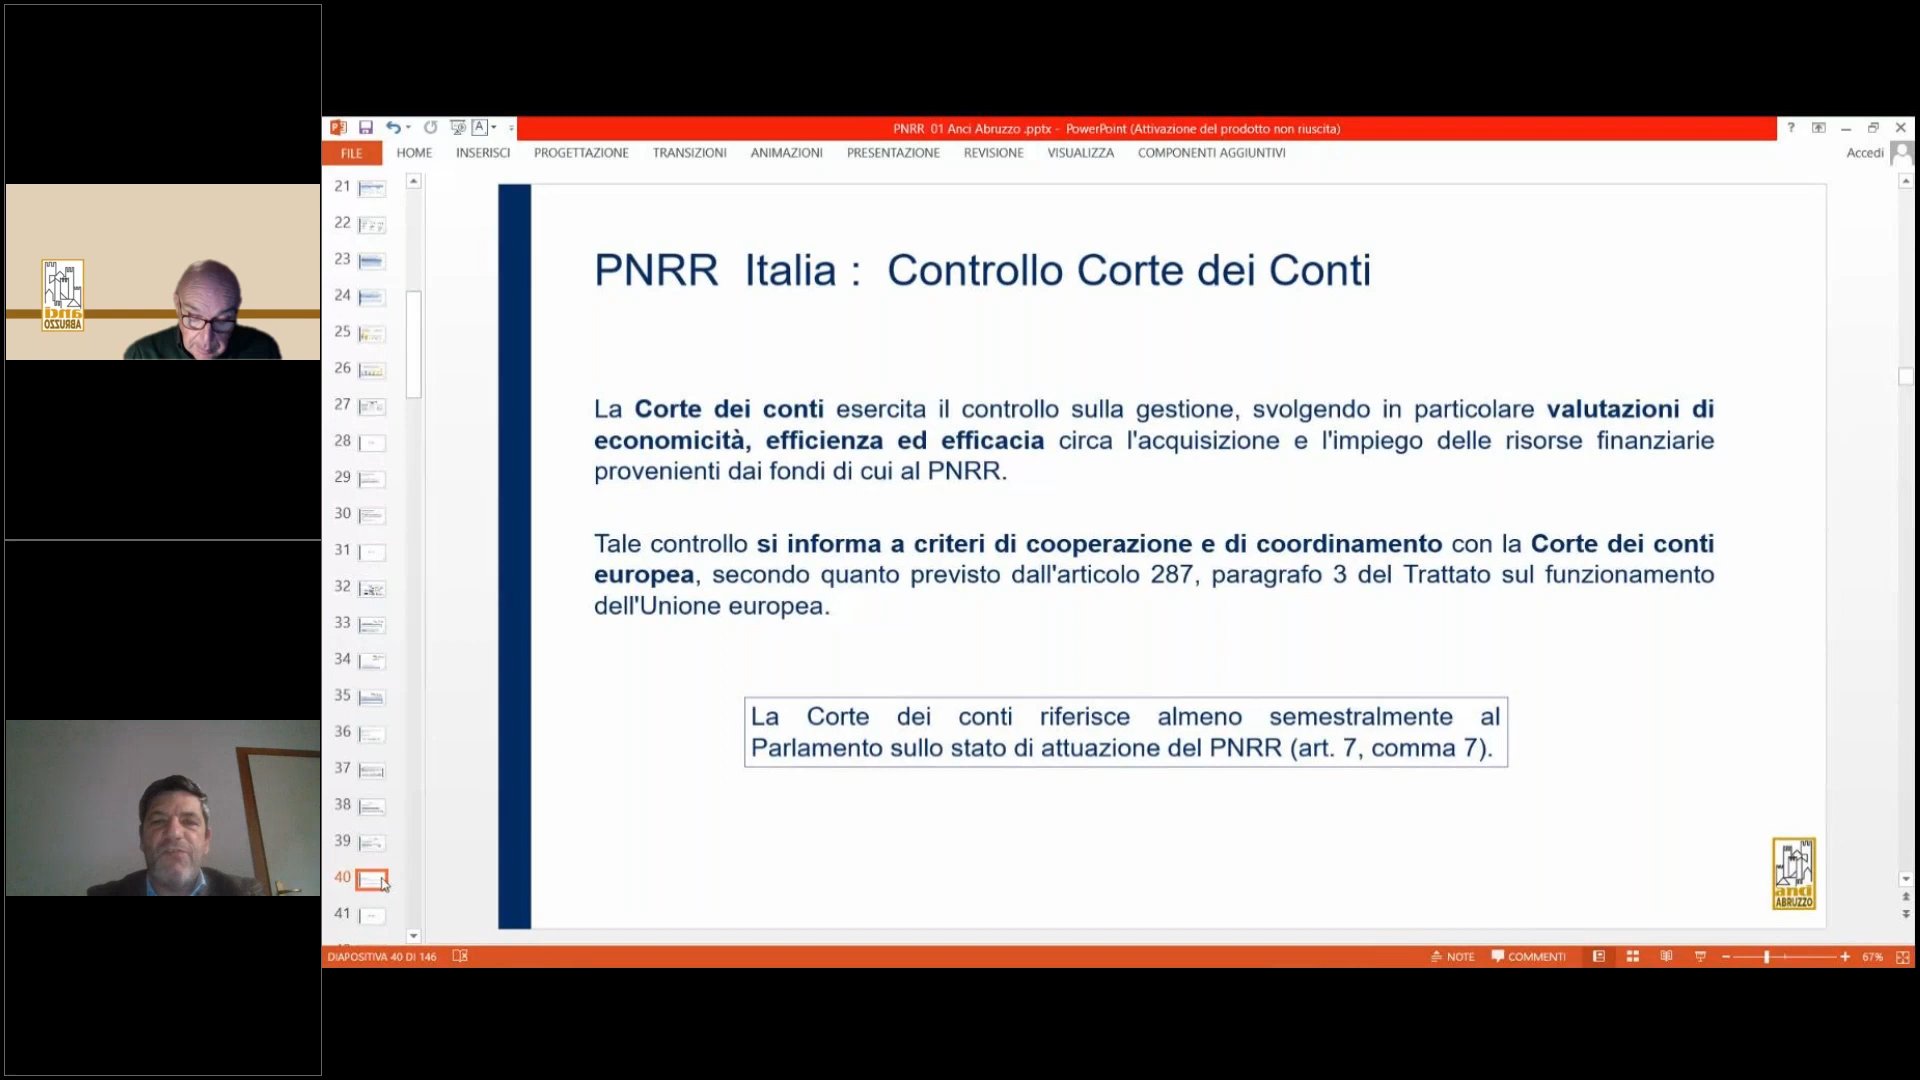 PNRR 01 Anci Abruzzo .pptx - PowerPoint (Attivazione del prodotto non riuscita)
?
FILE HOME INSERISCI PROGETTAZIONE TRANSIZIONI ANIMAZIONI PRESENTAZIONE REVISIONE VISUALIZZA COMPONENTI AGGIUNTIVI Accedi
21
22
23
24
25
26
27
28
29
30
31
32
33
34
35
36
37
38
39
40
41
PNRR Italia : Controllo Corte dei Conti
La Corte dei conti esercita il controllo sulla gestione, svolgendo in particolare valutazioni di
economicità, efficienza ed efficacia circa l'acquisizione e l'impiego delle risorse finanziarie
provenienti dai fondi di cui al PNRR.
Tale controllo si informa a criteri di cooperazione e di coordinamento con la Corte dei conti
europea, secondo quanto previsto dall'articolo 287, paragrafo 3 del Trattato sul funzionamento
dell'Unione europea.
La Corte dei conti riferisce almeno semestralmente al
Parlamento sullo stato di attuazione del PNRR (art. 7, comma 7).
anci
ABRUZZO
anci
ABRUZZO
DIAPOSITIVA 40 DI 146 NOTE COMMENTI 67%